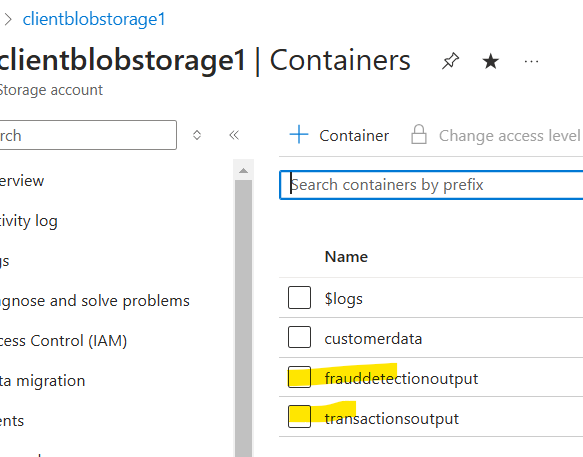 > clientblobstorage1
clientblobstorage1 | Containers
Storage account
rch
+ Container Change access level
Search containers by prefix
erview
tivity log
gs
agnose and solve problems
cess Control (IAM)
ta migration
ents
Name
$logs
customerdata
frauddetectionoutput
transactionsoutput